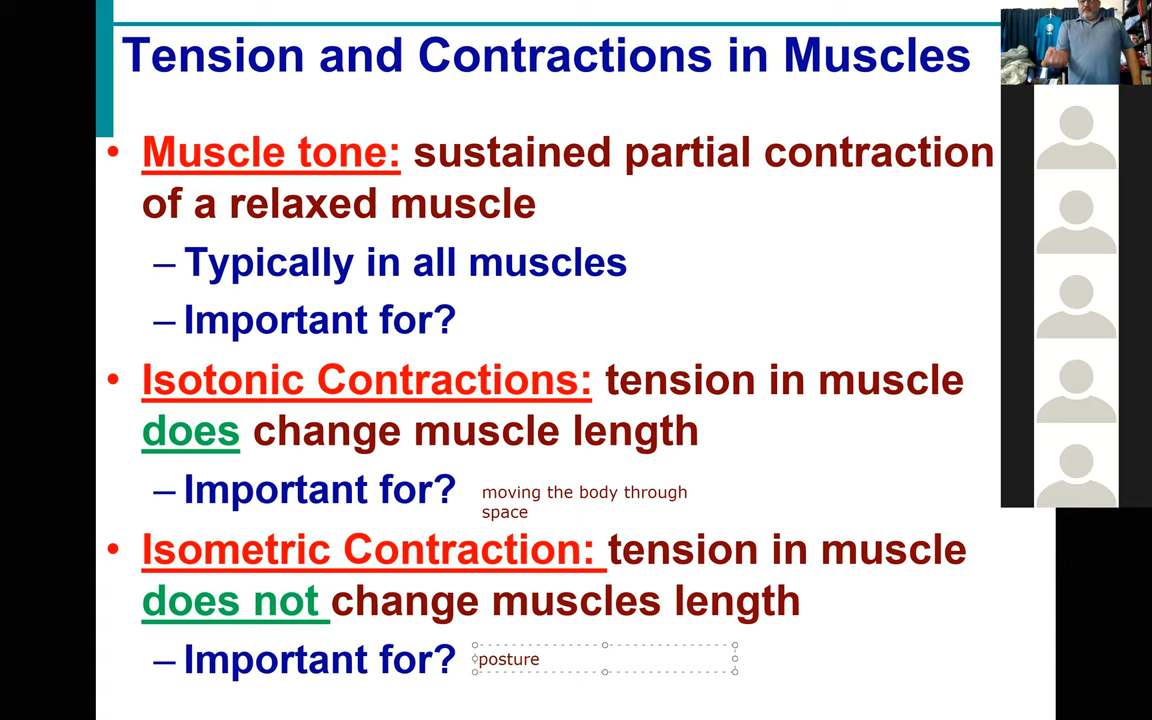 Tension and Contractions in Muscles
• Muscle tone: sustained partial contraction
of a relaxed muscle
– Typically in all muscles
– Important for?
• Isotonic Contractions: tension in muscle
does change muscle length
– Important for? moving the body through
space
• Isometric Contraction: tension in muscle
does not change muscles length
– Important for? posture